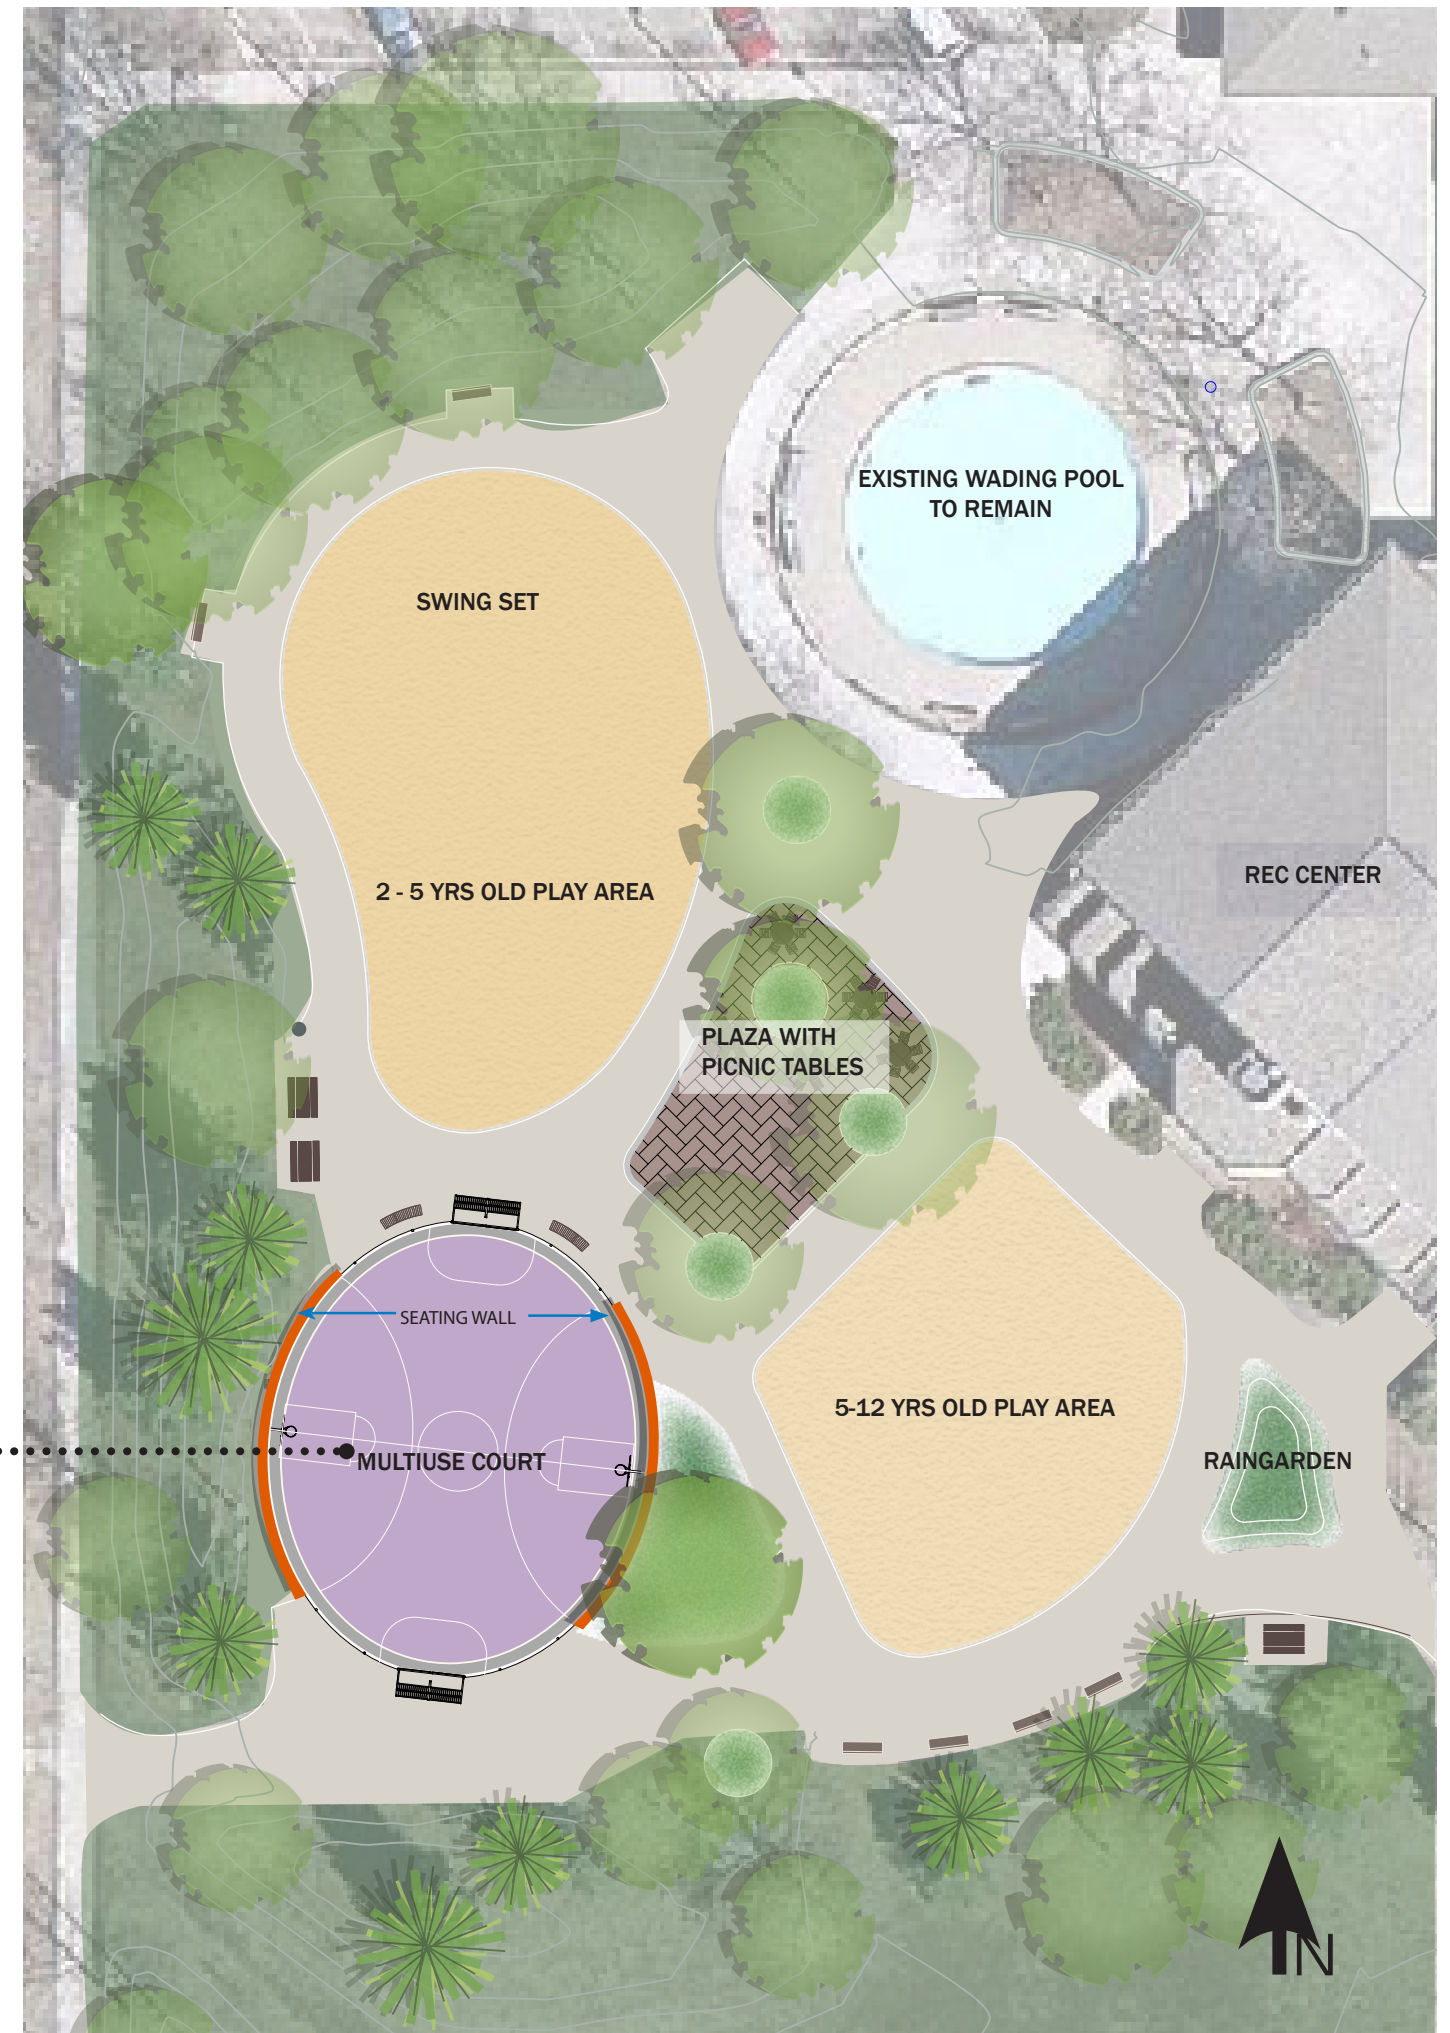 EXISTING WADING POOL
TO REMAIN
SWING SET
REC CENTER
2 - 5 YRS OLD PLAY AREA
PLAZA WITH
PICNIC TABLES
SEATING WALL
5-12 YRS OLD PLAY AREA
MULTIUSE COURT
RAINGARDEN
N